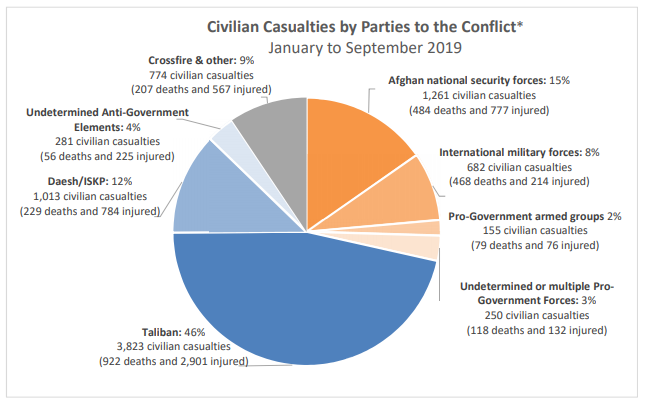 Civilian Casualties by Parties to the Conflict*
January to September 2019
Crossfire & other: 9%
774 civilian casualties
(207 deaths and 567 injured)
Afghan national security forces: 15%
1,261 civilian casualties
(484 deaths and 777 injured)
Undetermined Anti-Government
Elements: 4%
281 civilian casualties
(56 deaths and 225 injured)
International military forces: 8%
682 civilian casualties
(468 deaths and 214 injured)
Daesh/ISKP: 12%
1,013 civilian casualties
(229 deaths and 784 injured)
Pro-Government armed groups 2%
155 civilian casualties
(79 deaths and 76 injured)
Undetermined or multiple Pro-
Government Forces: 3%
250 civilian casualties
(118 deaths and 132 injured)
Taliban: 46%
3,823 civilian casualties
(922 deaths and 2,901 injured)